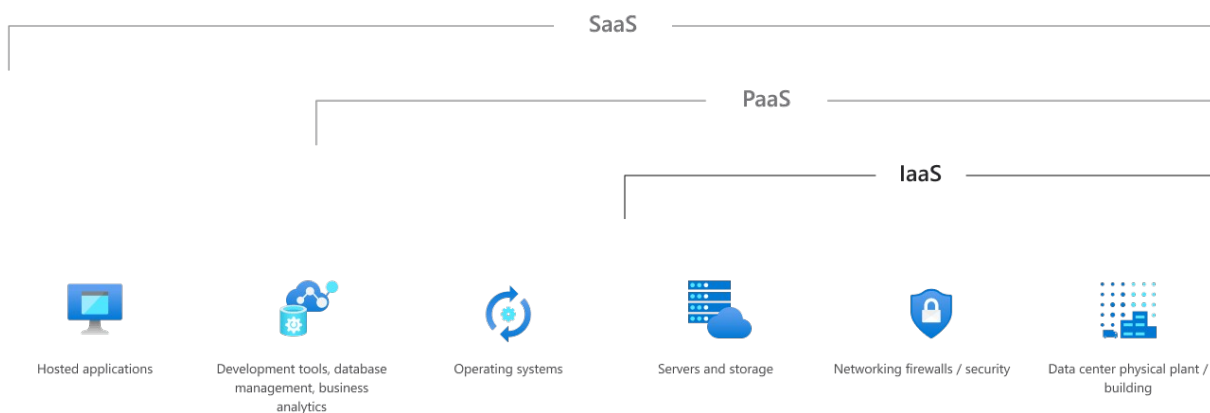 SaaS
PaaS
IaaS
Hosted applications
Development tools, database
management, business
analytics
Operating systems
Servers and storage
Networking firewalls / security
Data center physical plant /
building